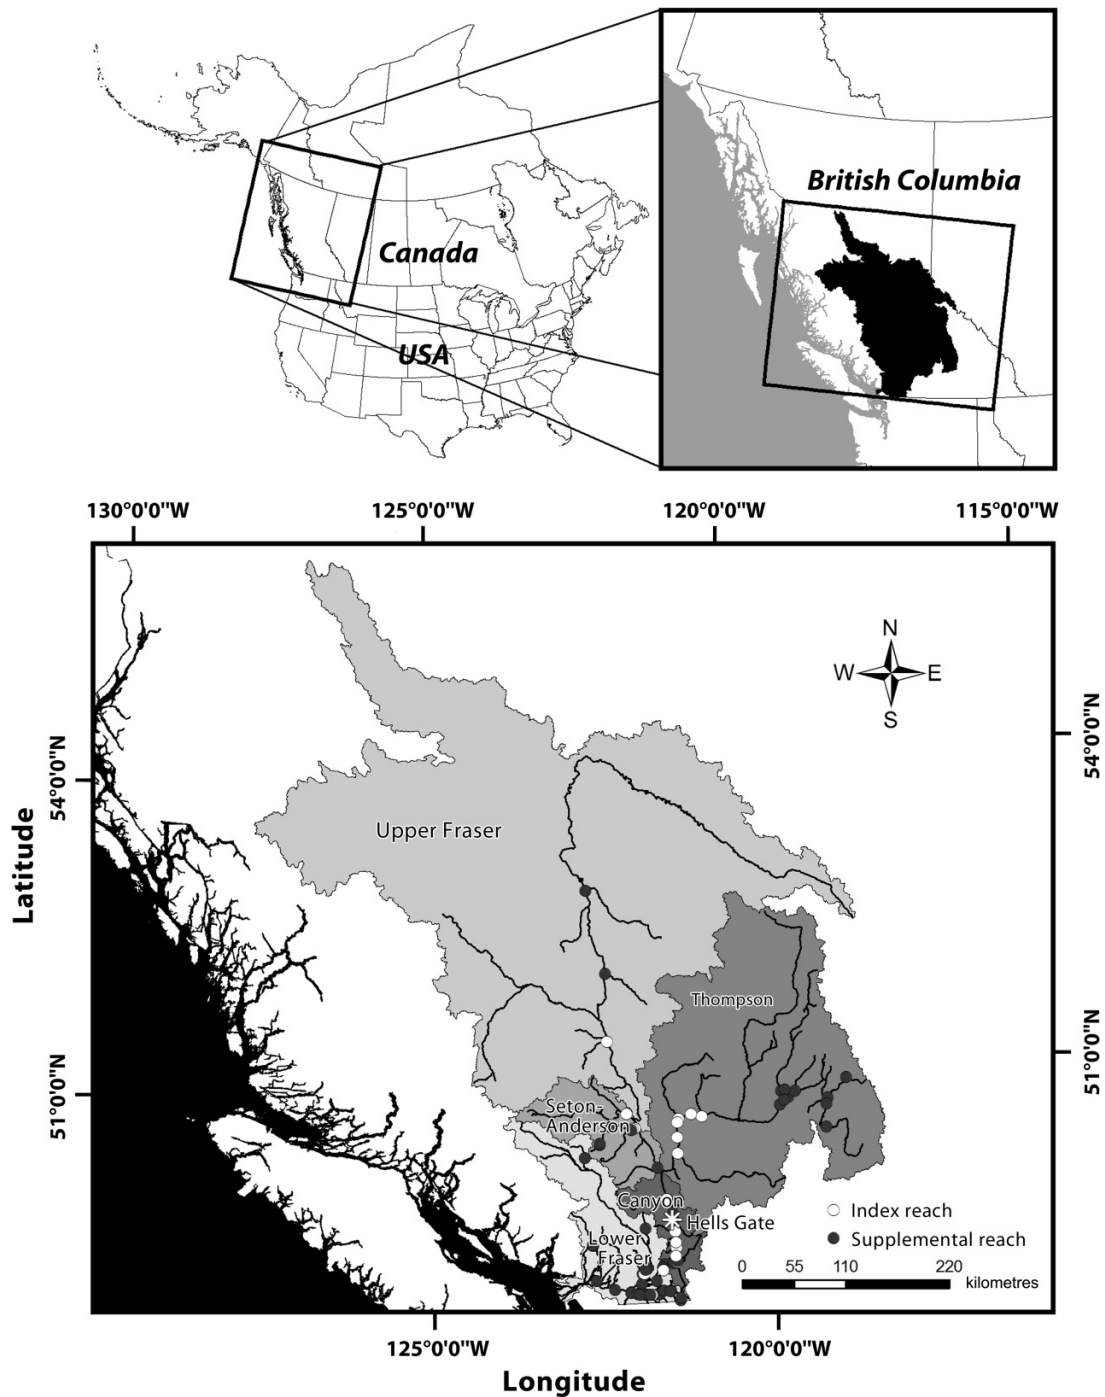 British Columbia
Canada
USA
130°0'0"W
125°0'0"W
120°0'0"W
115°0'0"W
N
W
E
S
54°0'0"N
54°0'0"N
Latitude
Upper Fraser
Thompson
51°0'0"N
51°0'0"N
Seton-
Anderson
Canyon
Hells Gate
Lower
Fraser
Index reach
Supplemental reach
0 55 110 220
kilometres
125°0'0"W
120°0'0"W
Longitude